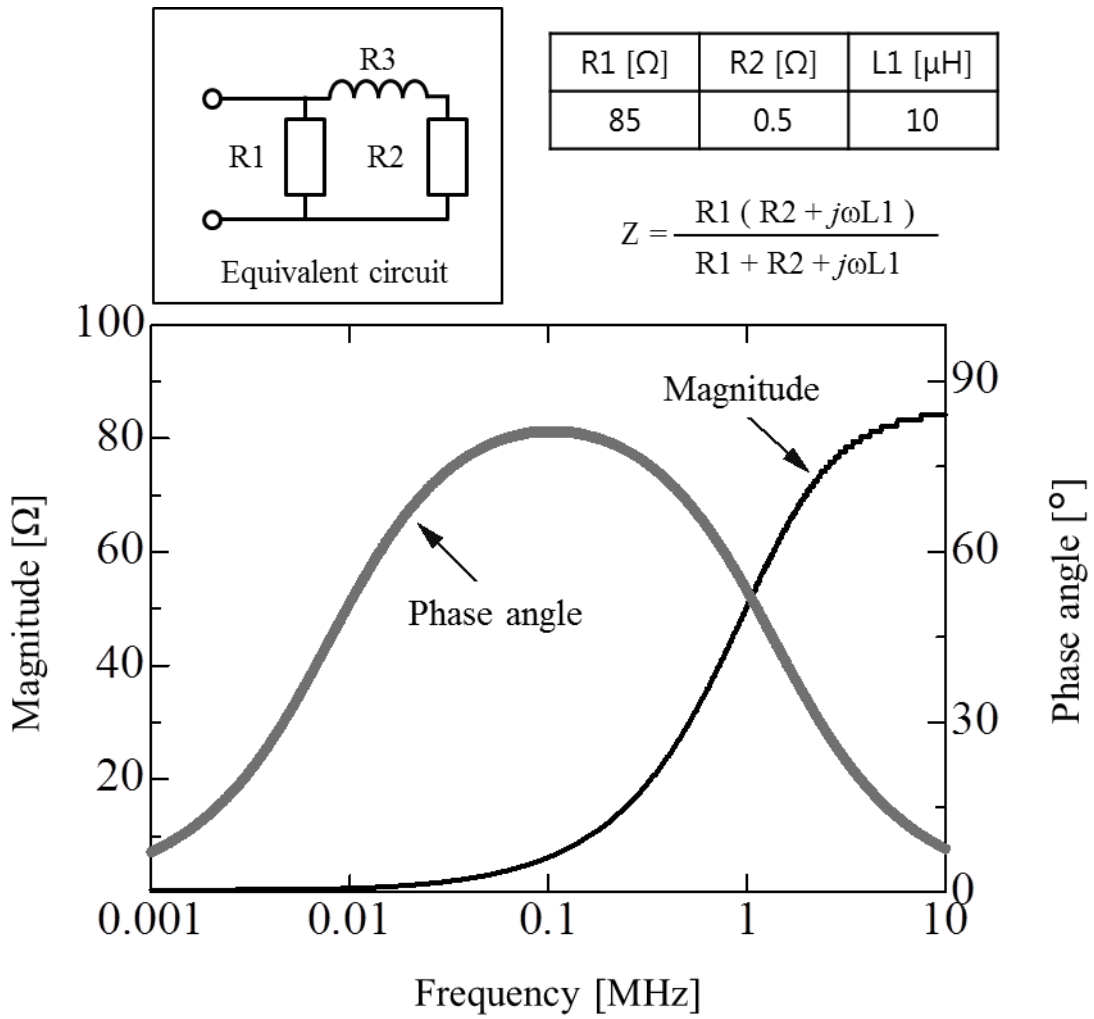 R3
R1
R2
Equivalent circuit
R1 [Ω] R2 [Ω] L1 [µH]
85 0.5 10
Z = R1 ( R2 + jωL1 )
R1 + R2 + jωL1
100
80
60
40
20
Magnitude [Ω]
Magnitude
Phase angle
90
60
30
0
Phase angle [°]
0.001 0.01 0.1 1 10
Frequency [MHz]